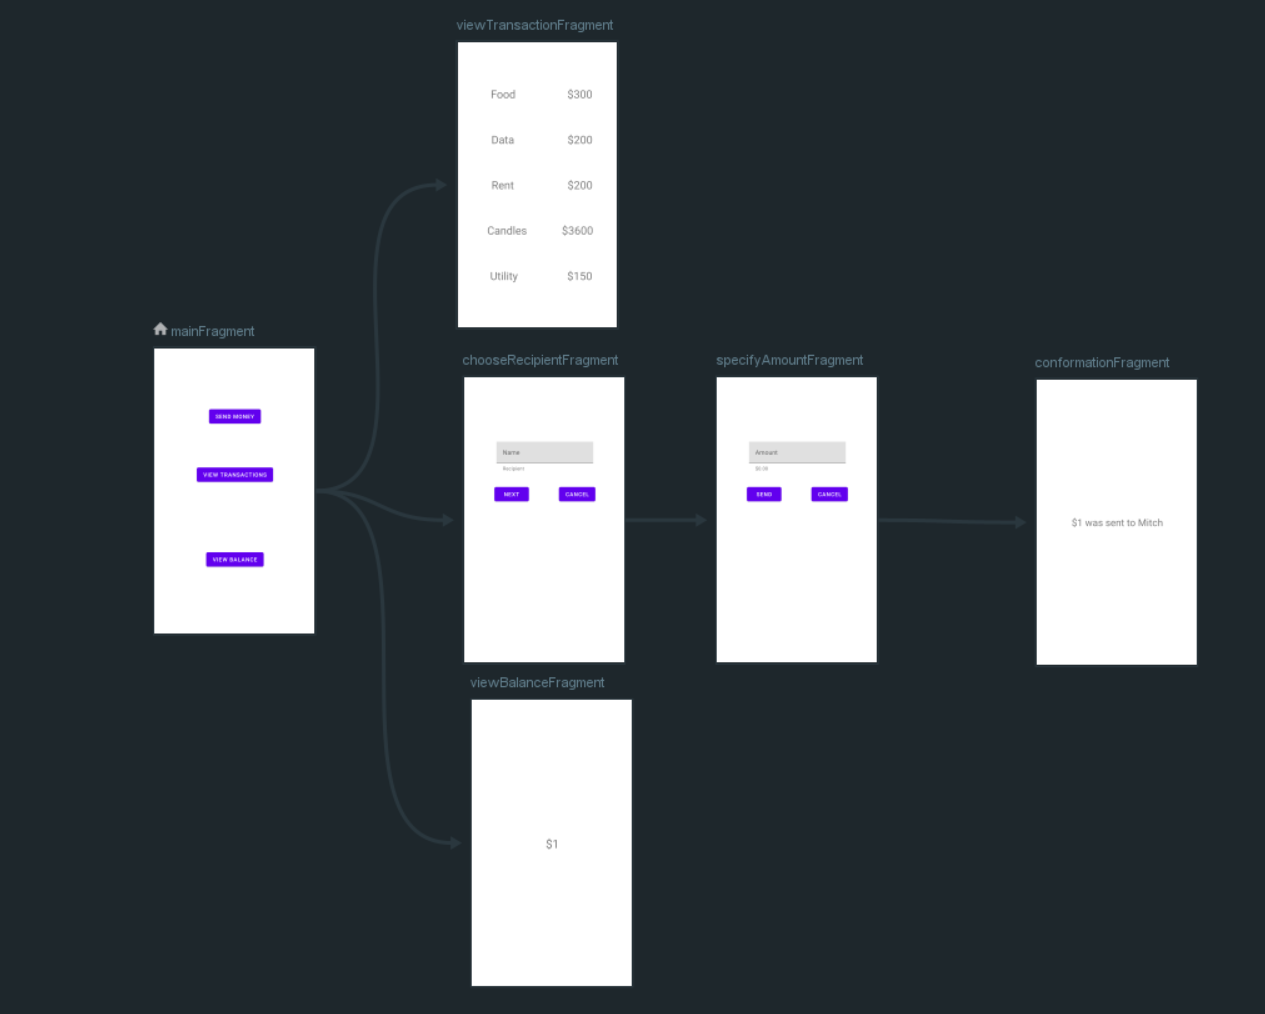 viewTransactionFragment
Food $300
Data $200
Rent $200
Candles $3600
Utility $150
mainFragment
SEND MONEY
VIEW TRANSACTIONS
VIEW BALANCE
chooseRecipientFragment
Name
Recipient
NEXT CANCEL
specifyAmountFragment
Amount
$0.00
SEND CANCEL
conformationFragment
$1 was sent to Mitch
viewBalanceFragment
$1